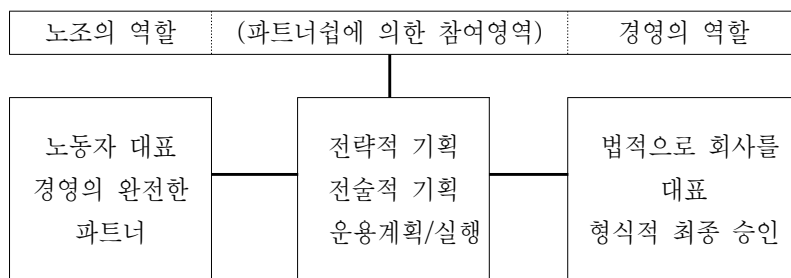 노조의 역할 (파트너쉽에 의한 참여영역) 경영의 역할
노동자 대표
경영의 완전한
파트너
전략적 기획
전술적 기획
운용계획/실행
법적으로 회사를
대표
형식적 최종 승인